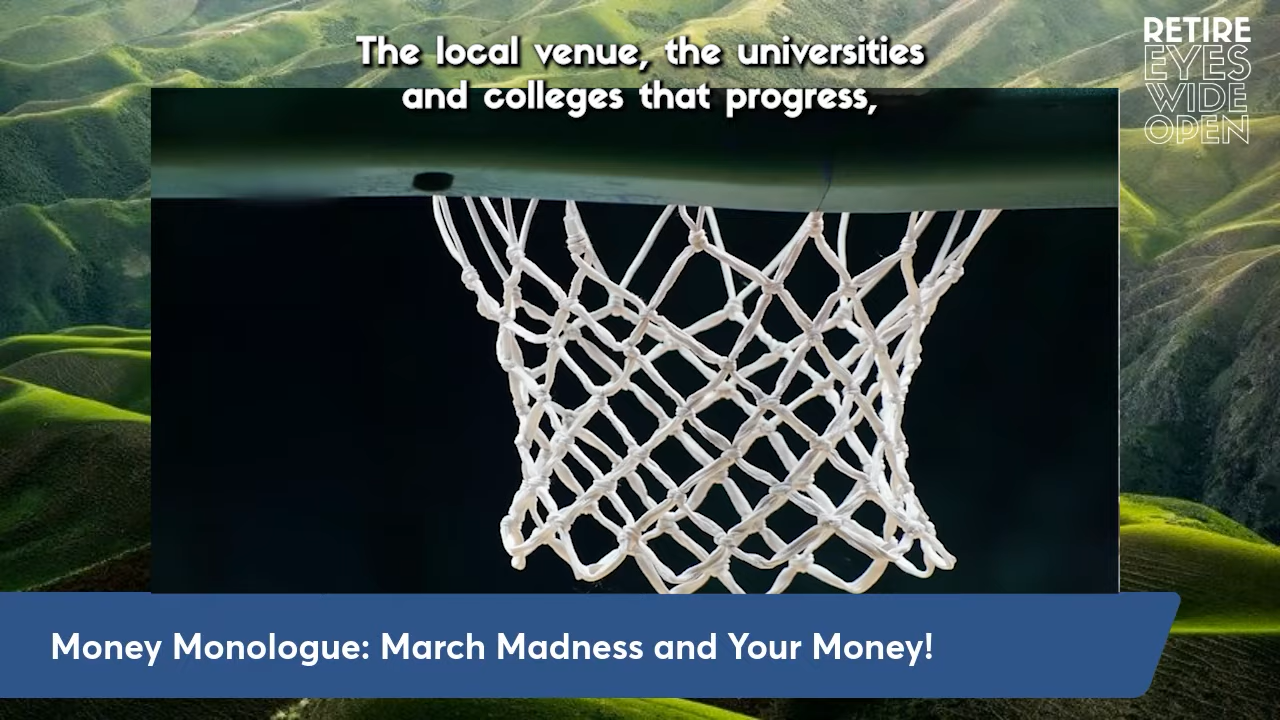 The local venue, the universities
and colleges that progress,
RETIRE
EYES
WIDE
OPEN
Money Monologue: March Madness and Your Money!